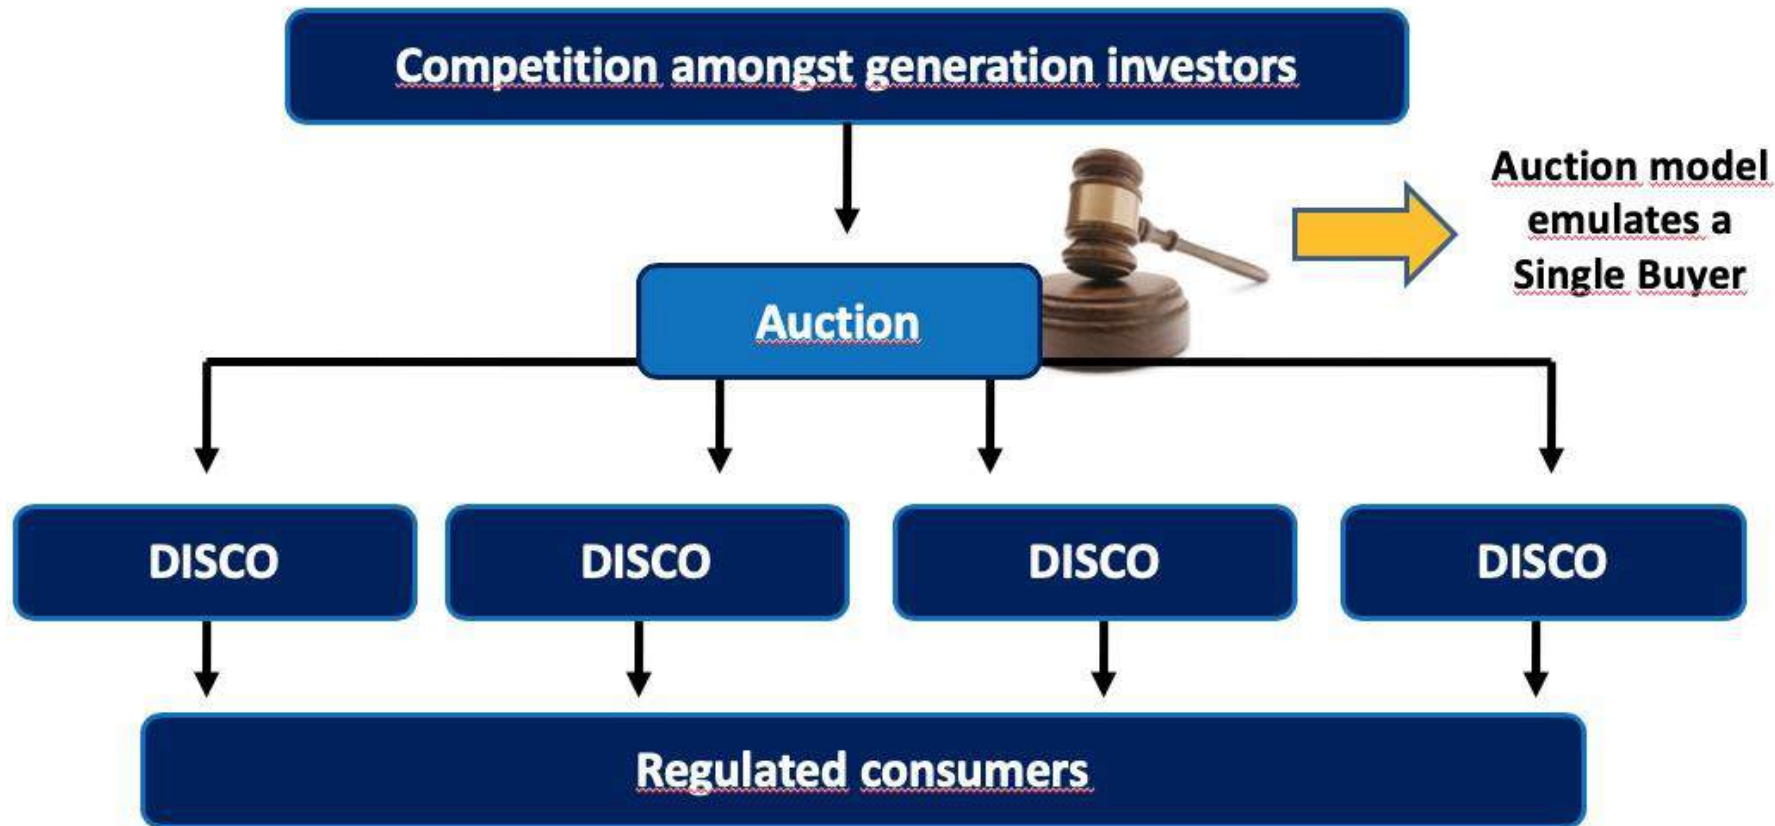 Competition amongst generation investors
Auction model
emulates a
Single Buyer
Auction
DISCO
DISCO
DISCO
DISCO
Regulated consumers